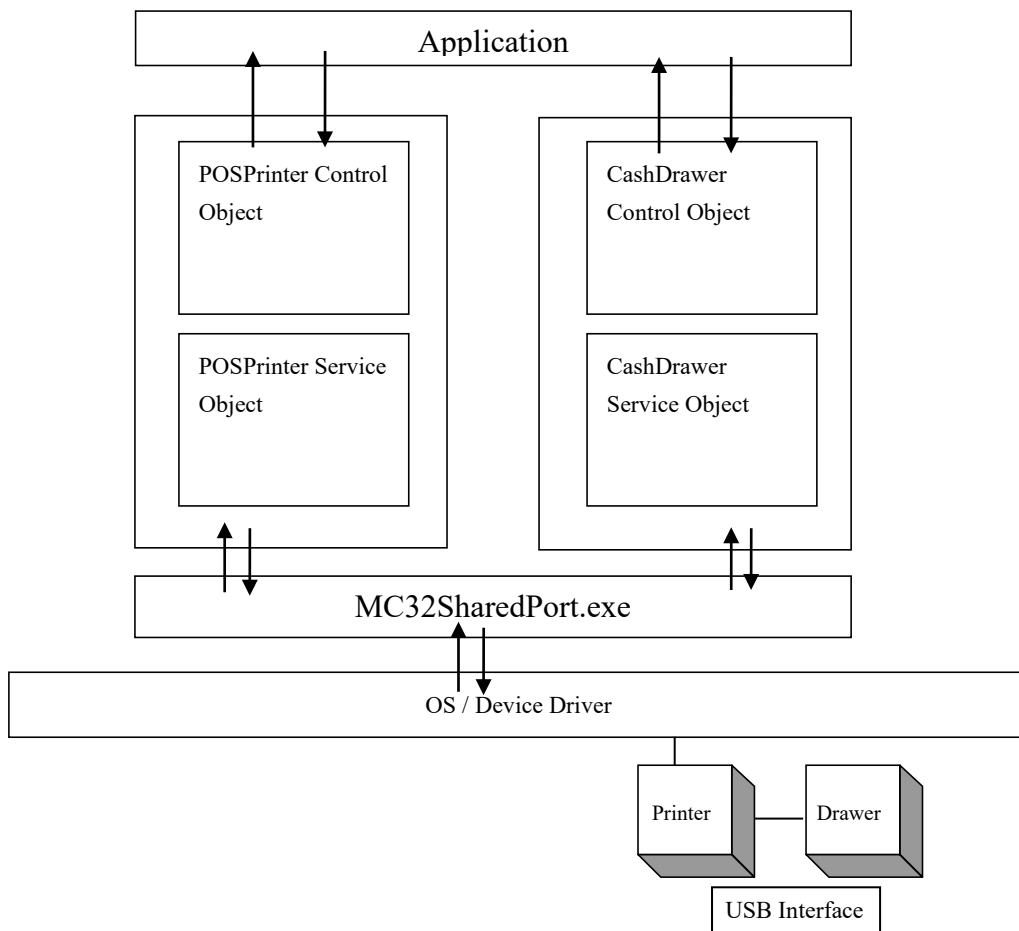 Application
POSPrinter Control
Object
CashDrawer
Control Object
POSPrinter Service
Object
CashDrawer
Service Object
MC32SharedPort.exe
OS / Device Driver
Printer
Drawer
USB Interface